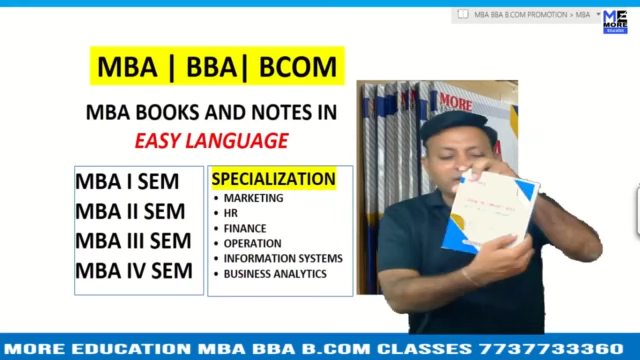 MBA BBA B.COM PROMOTION > MBA
MORE
MBA | BBA| BCOM
MBA BOOKS AND NOTES IN
EASY LANGUAGE
MBA I SEM
MBA II SEM
MBA III SEM
MBA IV SEM
SPECIALIZATION
• MARKETING
• HR
• FINANCE
• OPERATION
• INFORMATION SYSTEMS
• BUSINESS ANALYTICS
MORE
MORE EDUCATION MBA BBA B.COM CLASSES 7737733360